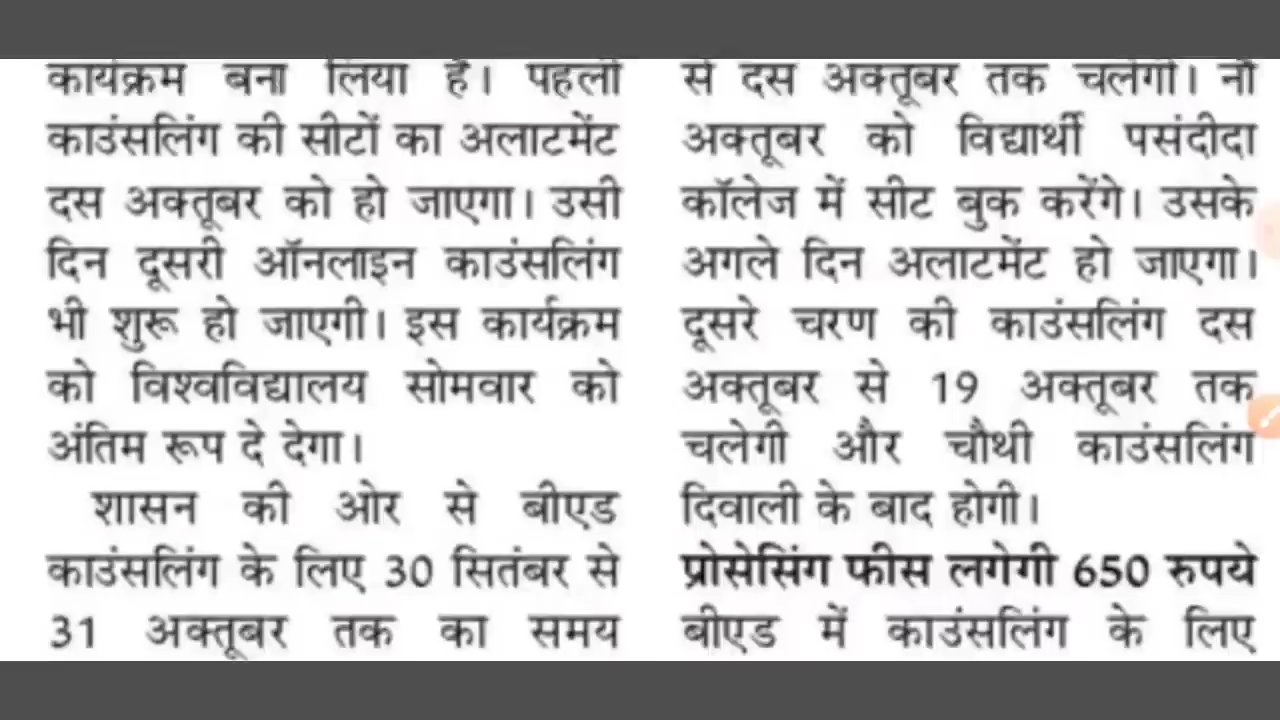 कार्यक्रम बना लिया है। पहली
काउंसलिंग की सीटों का अलाटमेंट
दस अक्तूबर को हो जाएगा। उसी
दिन दूसरी ऑनलाइन काउंसलिंग
भी शुरू हो जाएगी। इस कार्यक्रम
को विश्वविद्यालय सोमवार को
अंतिम रूप दे देगा।
शासन की ओर से बीएड
काउंसलिंग के लिए 30 सितंबर से
31 अक्तूबर तक का समय
से दस अक्तूबर तक चलेगी। नौ
अक्तूबर को विद्यार्थी पसंदीदा
कॉलेज में सीट बुक करेंगे। उसके
अगले दिन अलाटमेंट हो जाएगा।
दूसरे चरण की काउंसलिंग दस
अक्तूबर से 19 अक्तूबर तक
चलेगी और चौथी काउंसलिंग
दिवाली के बाद होगी।
प्रोसेसिंग फीस लगेगी 650 रुपये
बीएड में काउंसलिंग के लिए